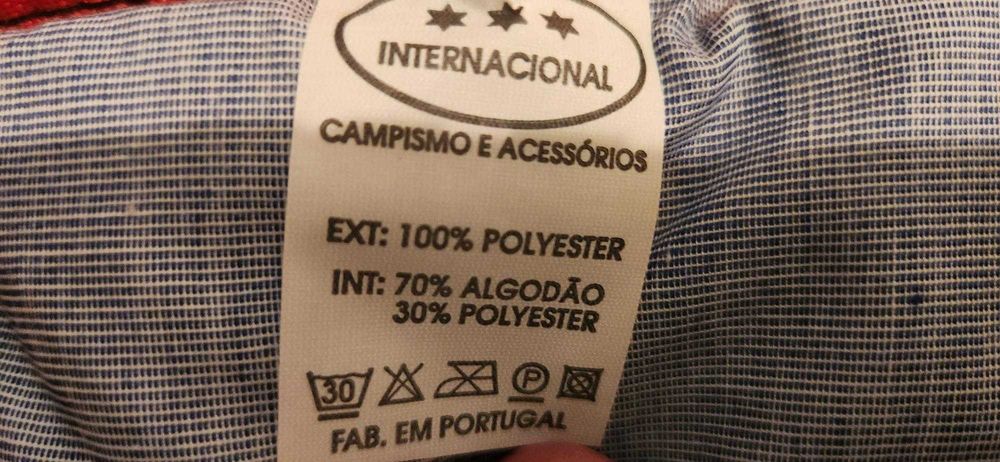 INTERNACIONAL
CAMPISMO E ACESSÓRIOS
EXT: 100% POLYESTER
INT: 70% ALGODÃO
30% POLYESTER
30 P
FAB. EM PORTUGAL